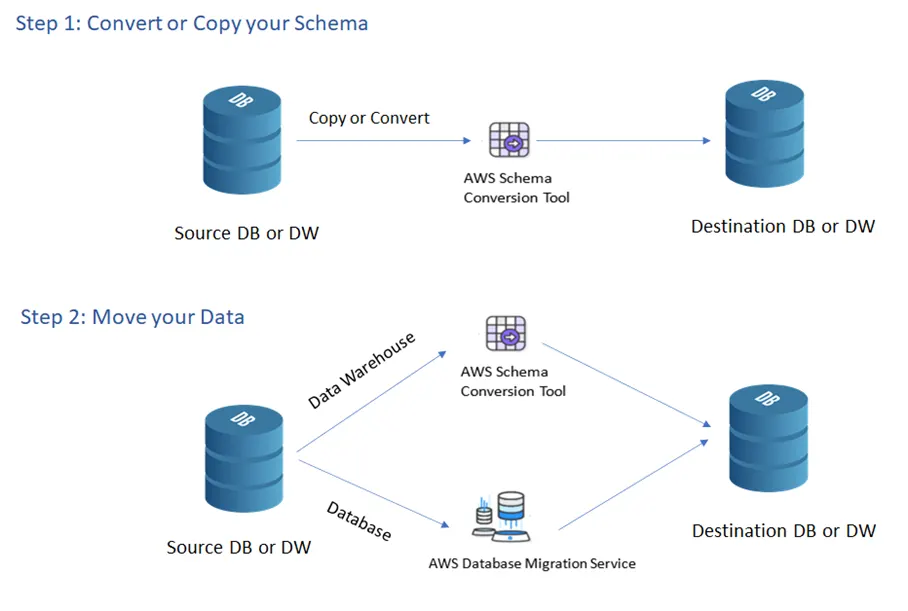 Step 1: Convert or Copy your Schema
DB
DB
Copy or Convert
AWS Schema
Conversion Tool
Source DB or DW
Destination DB or DW
Step 2: Move your Data
Data Warehouse
AWS Schema
Conversion Tool
DB
DB
Database
Source DB or DW
Destination DB or DW
AWS Database Migration Service